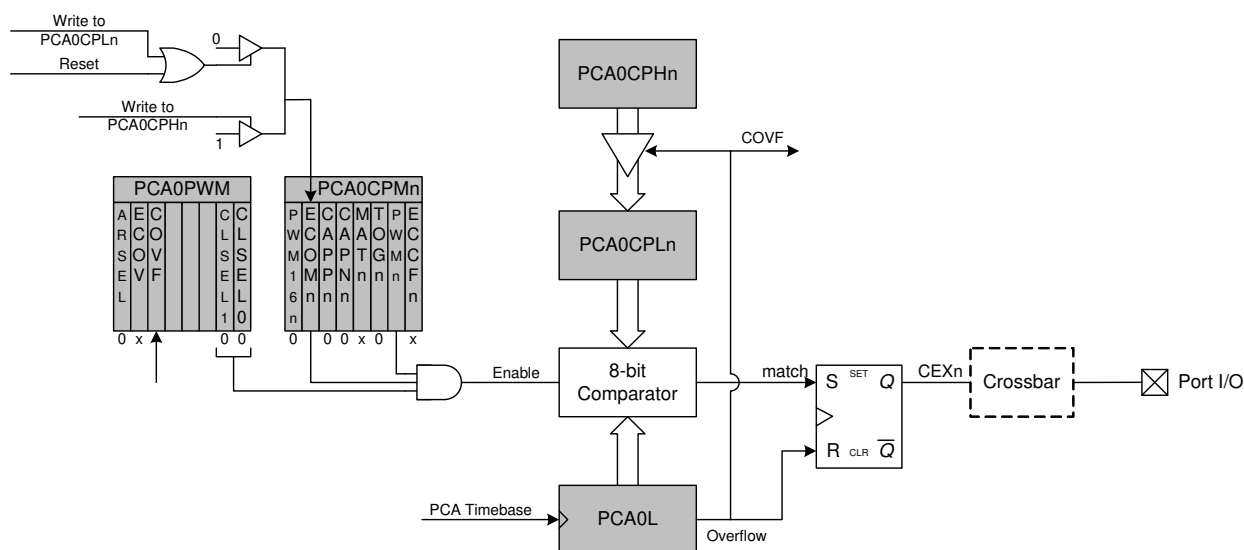 Write to
PCA0CPLn
Reset
0
Write to
PCA0CPHn
1
PCA0CPHn
COVF
PCA0PWM
ARSEL
ECOV
COVF
CLSEL1
CLSEL0
0 x 0 0
PCA0CPMn
PWM16n
ECOMn
CAPPn
CAPNn
MATn
TOGn
PWMn
ECCFn
0 0 0 x 0 x
PCA0CPLn
Enable
8-bit
Comparator
match
S SET Q
R CLR Q
CEXn
Crossbar
Port I/O
PCA Timebase
PCA0L
Overflow